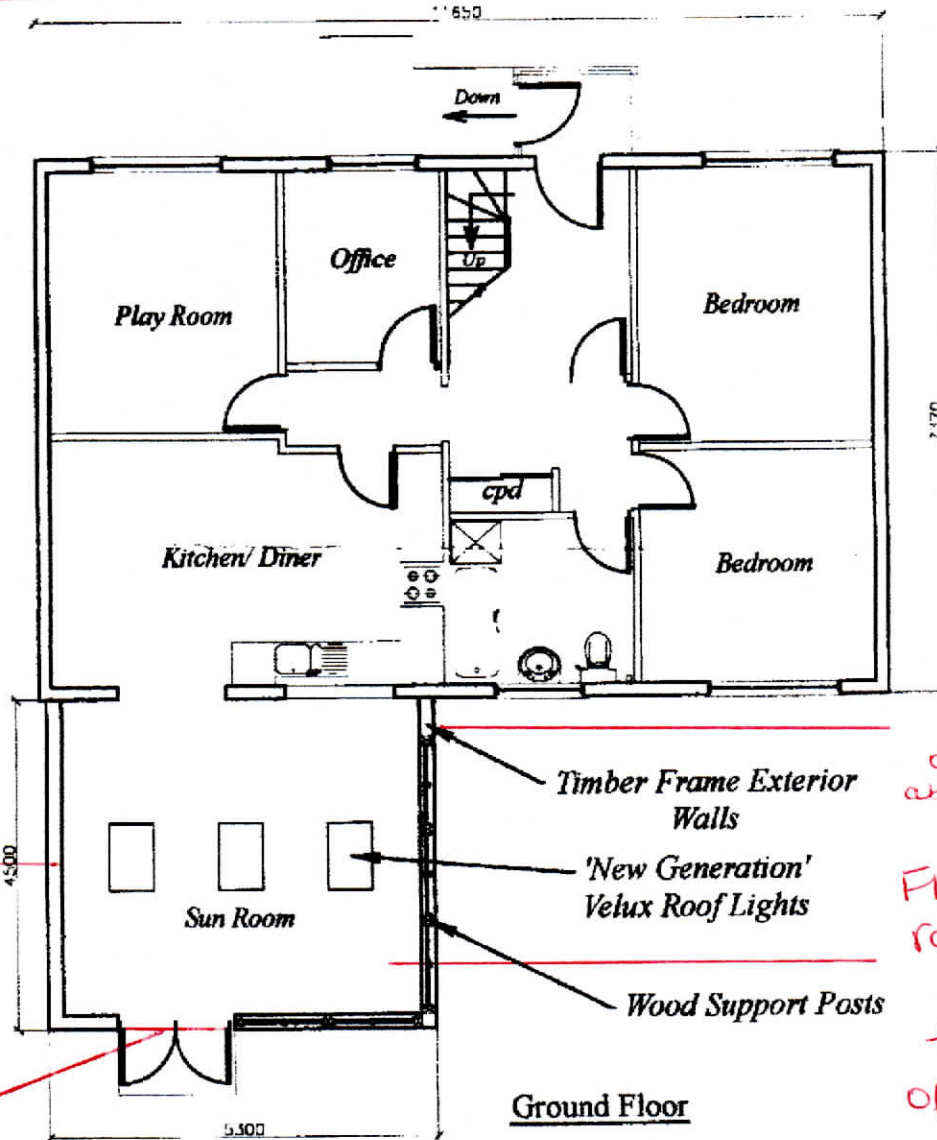 Down
Office
Up
Play Room
Bedroom
cpd
Kitchen/ Diner
Bedroom
Timber Frame Exterior
Walls
4500
'New Generation'
Velux Roof Lights
Sun Room
Wood Support Posts
Ground Floor
5300